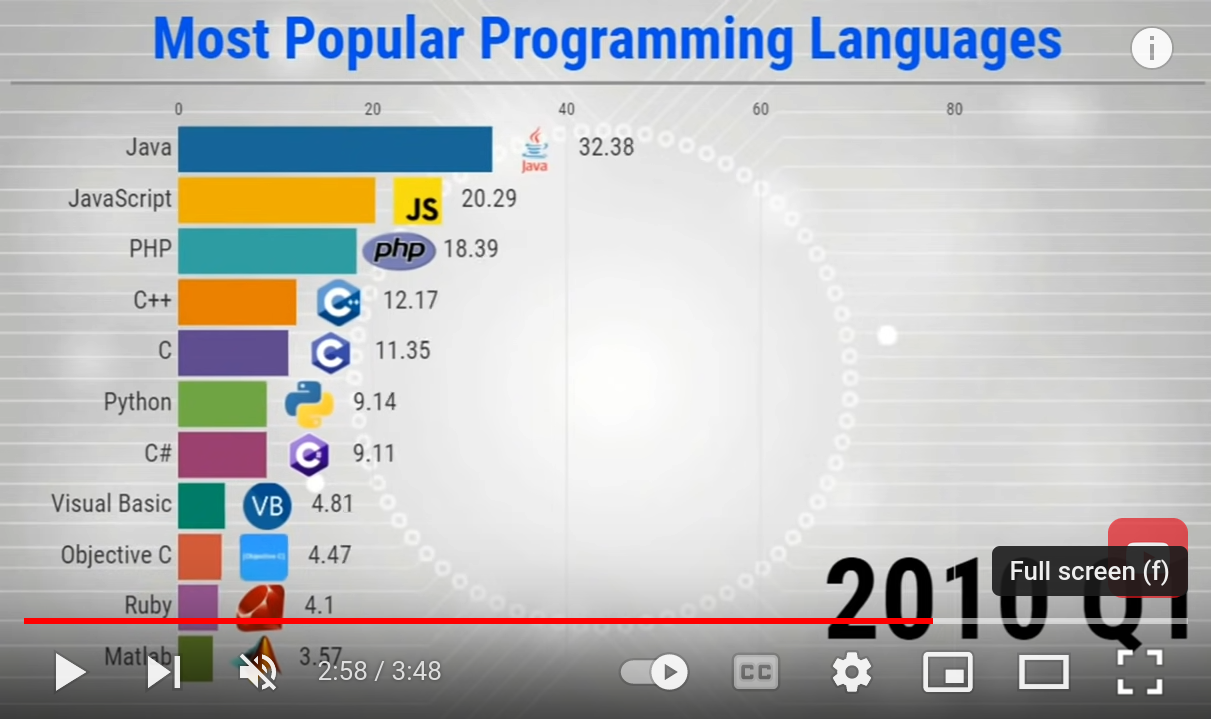 Most Popular Programming Languages
0 20 40 60 80
Java Java 32.38
JavaScript JS 20.29
PHP php 18.39
C++ C++ 12.17
C C 11.35
Python 9.14
C# C 9.11
Visual Basic VB 4.81
Objective C [Objective-C] 4.47
Ruby 4.1
Full screen (f)
2010 Q1
Matlab 3.57
2:58 / 3:48 CC